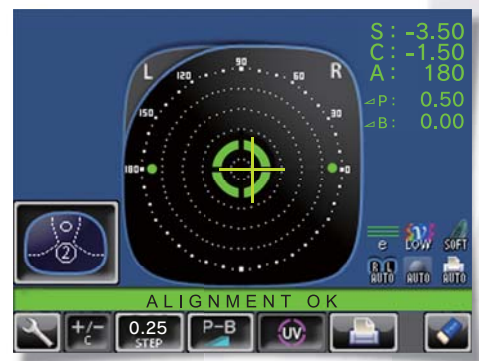 S: -3.50
C: -1.50
A: 180
⊿P: 0.50
⊿B: 0.00
L R
120 90 60
150 30
180 0
2
e LOW SOFT
R L
AUTO AUTO AUTO
ALIGNMENT OK
+/-
C
0.25
STEP
P-B
UV